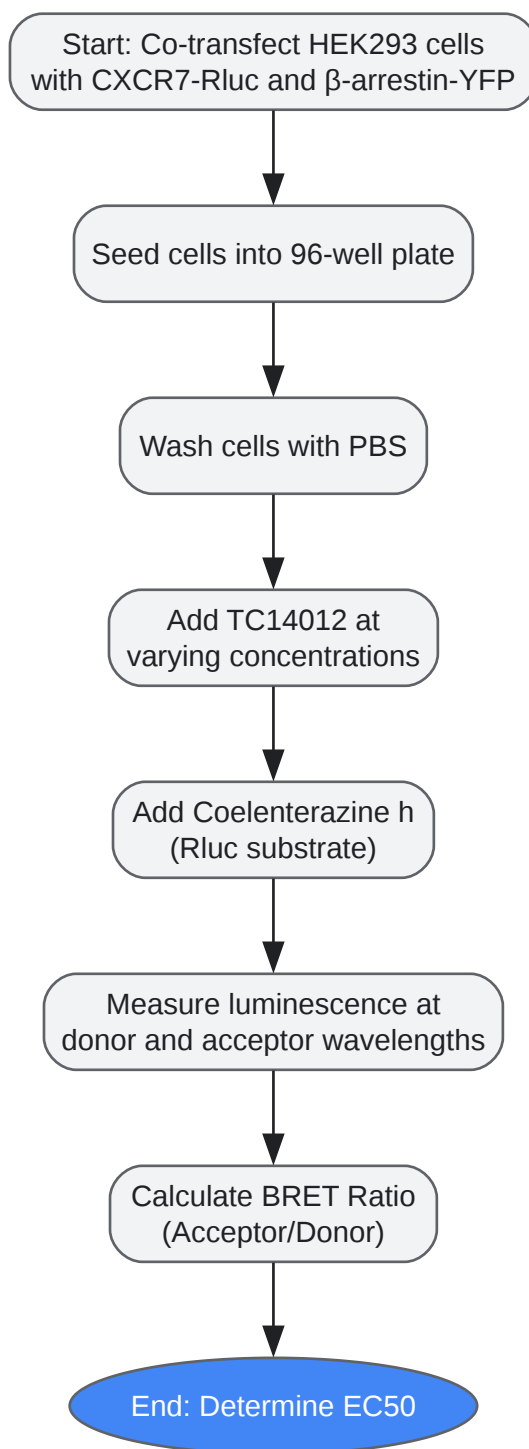 Start: Co-transfect HEK293 cells
with CXCR7-Rluc and β-arrestin-YFP
Seed cells into 96-well plate
Wash cells with PBS
Add TC14012 at
varying concentrations
Add Coelenterazine h
(Rluc substrate)
Measure luminescence at
donor and acceptor wavelengths
Calculate BRET Ratio
(Acceptor/Donor)
End: Determine EC50